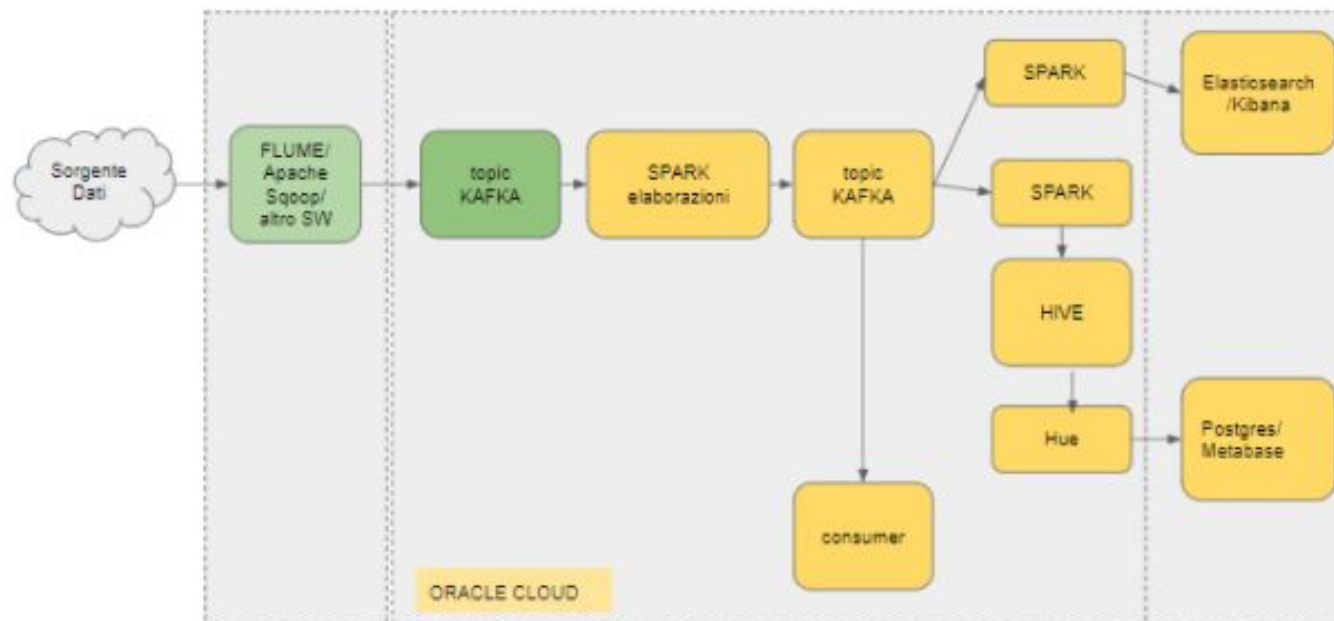 Sorgente
Dati
FLUME/
Apache
Sqoop/
altro SW
topic
KAFKA
SPARK
elaborazioni
topic
KAFKA
SPARK
Elasticsearch
/Kibana
SPARK
HIVE
Hue
Postgres/
Metabase
consumer
ORACLE CLOUD